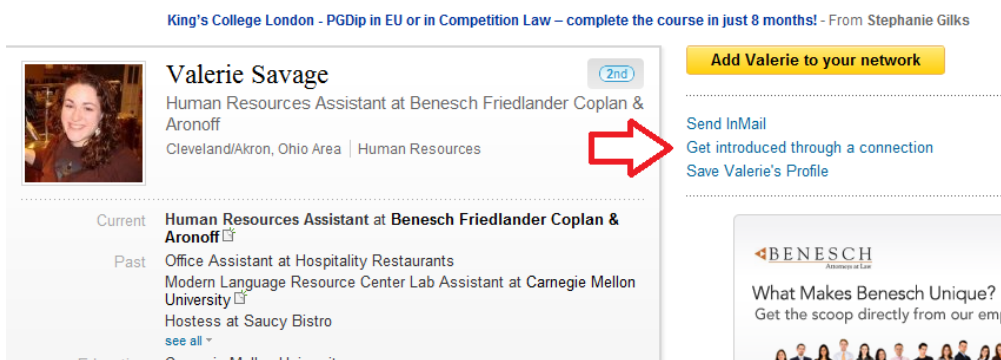 King's College London - PGDip in EU or in Competition Law – complete the course in just 8 months! - From Stephanie Gilks
Valerie Savage
2nd
Human Resources Assistant at Benesch Friedlander Coplan &
Aronoff
Cleveland/Akron, Ohio Area | Human Resources
Add Valerie to your network
Send InMail
Get introduced through a connection
Save Valerie's Profile
Current
Human Resources Assistant at Benesch Friedlander Coplan &
Aronoff
Past
Office Assistant at Hospitality Restaurants
Modern Language Resource Center Lab Assistant at Carnegie Mellon
University
Hostess at Saucy Bistro
see all
BENESCH
Attorneys at Law
What Makes Benesch Unique?
Get the scoop directly from our emp